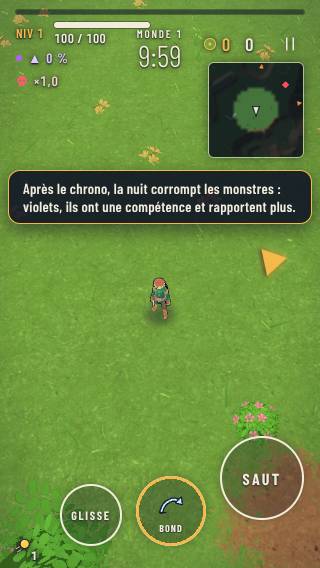 NIV 1
100 / 100
MONDE 1
9:59
0
0
0 %
×1,0
Après le chrono, la nuit corrompt les monstres :
violets, ils ont une compétence et rapportent plus.
SAUT
GLISSE
BOND
1